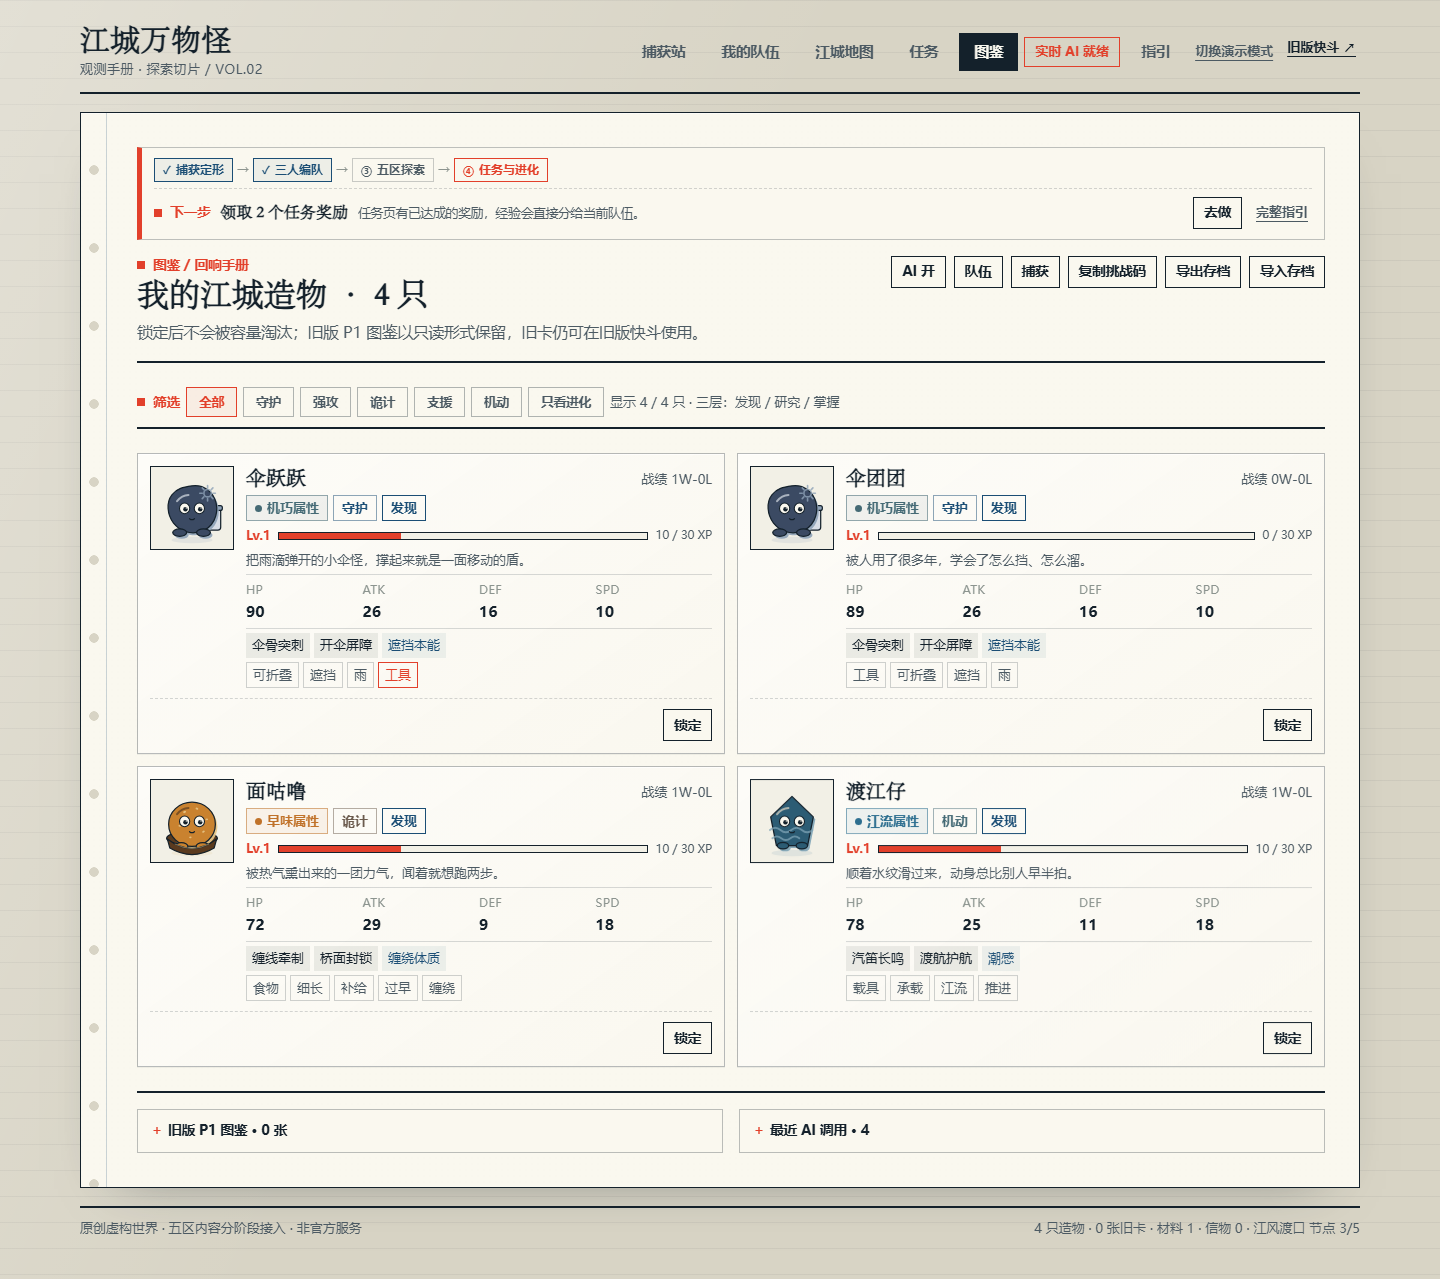 江城万物怪
观测手册 · 探索切片 / VOL.02
捕获站 我的队伍 江城地图 任务 图鉴 实时 AI 就绪 指引 切换演示模式 旧版快斗 ↗
✓ 捕获定形 → ✓ 三人编队 → ③ 五区探索 → ④ 任务与进化
下一步 领取 2 个任务奖励 任务页有已达成的奖励，经验会直接分给当前队伍。 去做 完整指引
图鉴 / 回响手册
我的江城造物 · 4 只
AI 开 队伍 捕获 复制挑战码 导出存档 导入存档
锁定后不会被容量淘汰；旧版 P1 图鉴以只读形式保留，旧卡仍可在旧版快斗使用。
筛选 全部 守护 强攻 诡计 支援 机动 只看进化 显示 4 / 4 只 · 三层：发现 / 研究 / 掌握
伞跃跃 战绩 1W-0L
机巧属性 守护 发现
Lv.1 10 / 30 XP
把雨滴弹开的小伞怪，撑起来就是一面移动的盾。
HP ATK DEF SPD
90 26 16 10
伞骨突刺 开伞屏障 遮挡本能
可折叠 遮挡 雨 工具
锁定
伞团团 战绩 0W-0L
机巧属性 守护 发现
Lv.1 0 / 30 XP
被人用了很多年，学会了怎么挡、怎么溜。
HP ATK DEF SPD
89 26 16 10
伞骨突刺 开伞屏障 遮挡本能
工具 可折叠 遮挡 雨
锁定
面咕噜 战绩 1W-0L
早味属性 诡计 发现
Lv.1 10 / 30 XP
被热气熏出来的一团力气，闻着就想跑两步。
HP ATK DEF SPD
72 29 9 18
缠线牵制 桥面封锁 缠绕体质
食物 细长 补给 过早 缠绕
锁定
渡江仔 战绩 1W-0L
江流属性 机动 发现
Lv.1 10 / 30 XP
顺着水纹滑过来，动身总比别人早半拍。
HP ATK DEF SPD
78 25 11 18
汽笛长鸣 渡航护航 潮感
载具 承载 江流 推进
锁定
+ 旧版 P1 图鉴 • 0 张
+ 最近 AI 调用 • 4
原创虚构世界 · 五区内容分阶段接入 · 非官方服务
4 只造物 · 0 张旧卡 · 材料 1 · 信物 0 · 江风渡口 节点 3/5